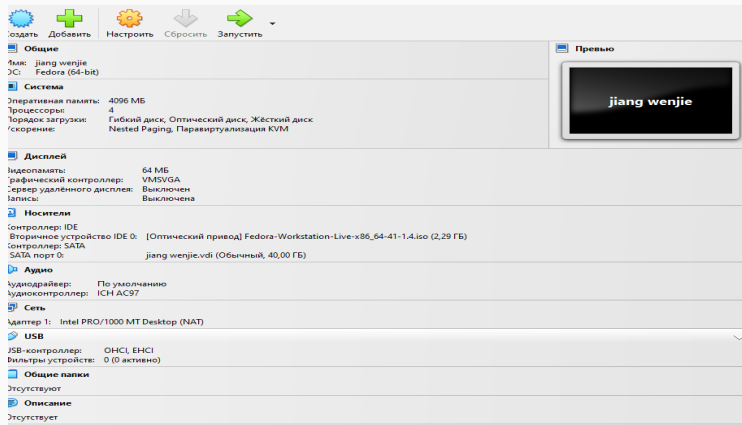 Создать Добавить Настроить Сбросить Запустить
Общие
Имя: jiang wenjie
ОС: Fedora (64-bit)
Превью
jiang wenjie
Система
Оперативная память: 4096 МБ
Процессоры: 4
Порядок загрузки: Гибкий диск, Оптический диск, Жёсткий диск
Ускорение: Nested Paging, Паравиртуализация KVM
Дисплей
Видеопамять: 64 МБ
Графический контроллер: VMSVGA
Сервер удалённого дисплея: Выключен
Запись: Выключена
Носители
Контроллер: IDE
Вторичное устройство IDE 0: [Оптический привод] Fedora-Workstation-Live-x86_64-41-1.4.iso (2,29 ГБ)
Контроллер: SATA
SATA порт 0: jiang wenjie.vdi (Обычный, 40,00 ГБ)
Аудио
Аудиодрайвер: По умолчанию
Аудиоконтроллер: ICH AC97
Сеть
Адаптер 1: Intel PRO/1000 MT Desktop (NAT)
USB
USB-контроллер: OHCI, EHCI
Фильтры устройств: 0 (0 активно)
Общие папки
Отсутствуют
Описание
Отсутствует